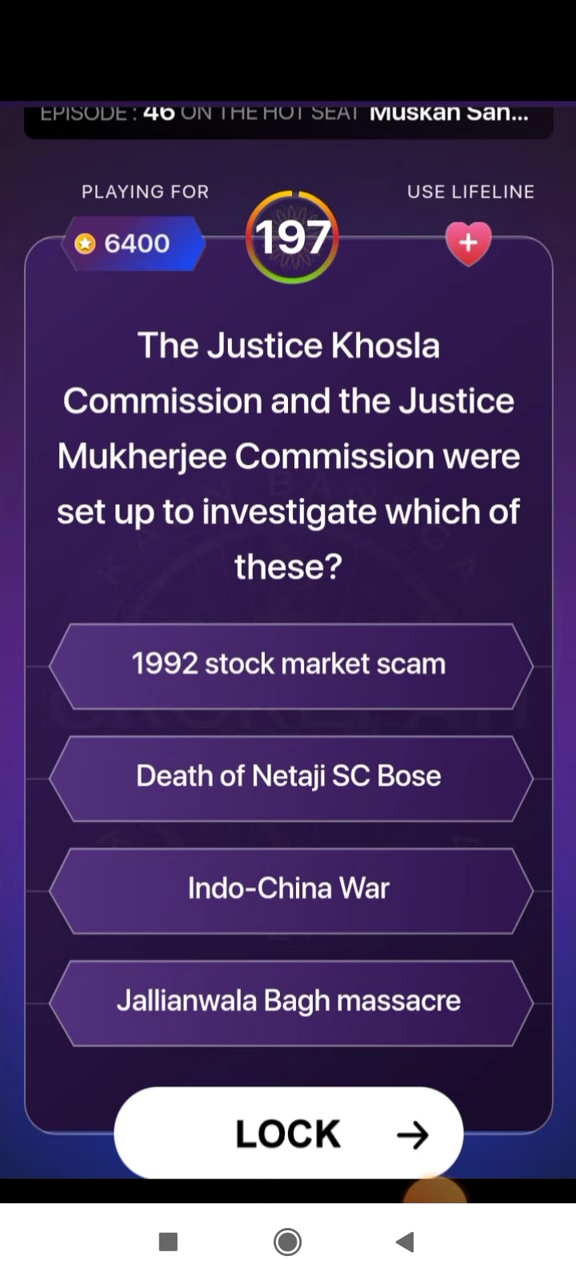 EPISODE : 46 ON THE HOT SEAT Muskan San...
PLAYING FOR
USE LIFELINE
6400
197
The Justice Khosla
Commission and the Justice
Mukherjee Commission were
set up to investigate which of
these?
1992 stock market scam
Death of Netaji SC Bose
Indo-China War
Jallianwala Bagh massacre
LOCK